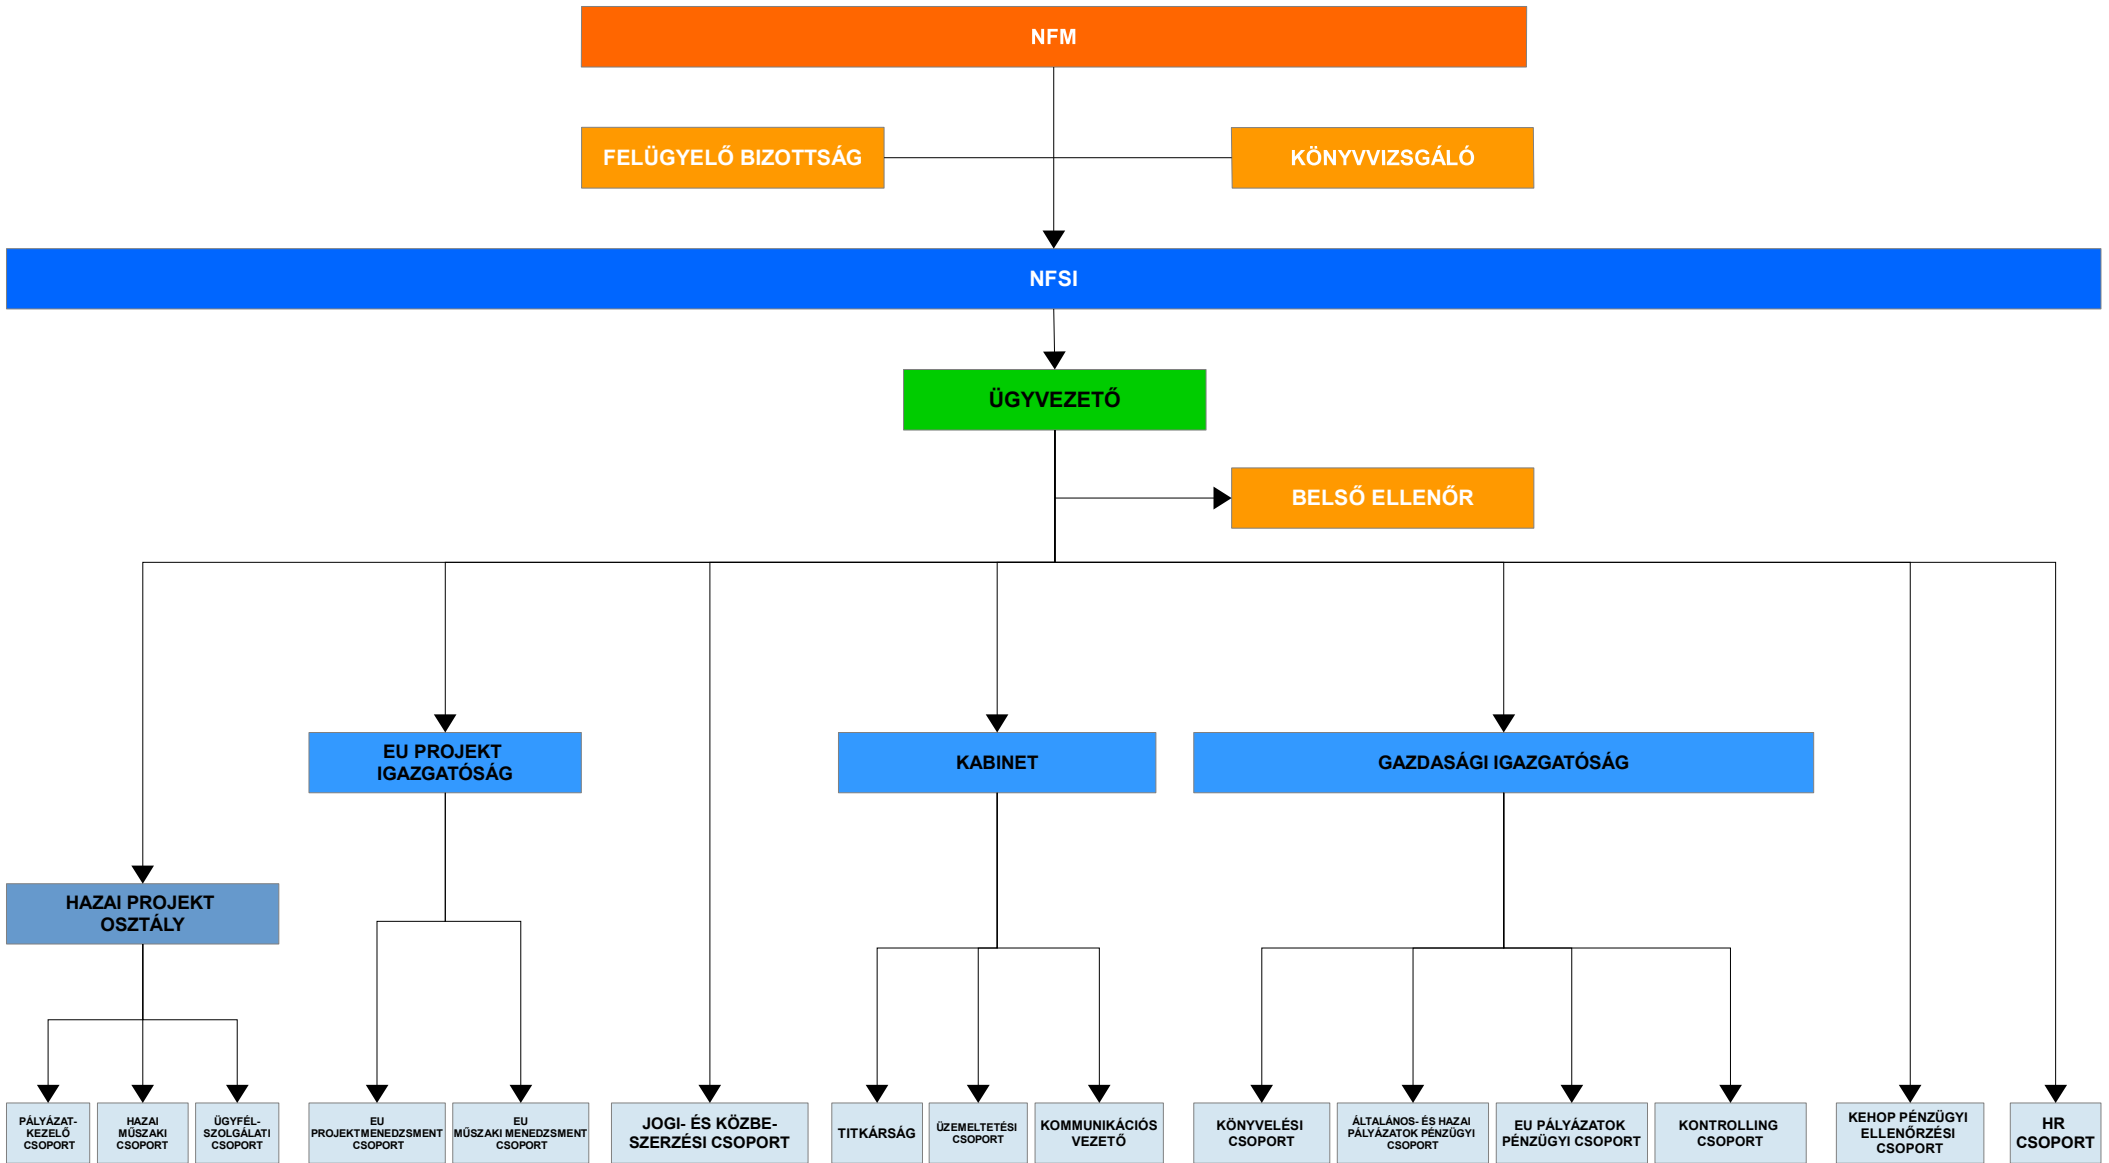 NFM
FELÜGYELŐ BIZOTTSÁG
KÖNYVVIZSGÁLÓ
NFSI
ÜGYVEZETŐ
BELSŐ ELLENŐR
EU PROJEKT
IGAZGATÓSÁG
KABINET
GAZDASÁGI IGAZGATÓSÁG
HAZAI PROJEKT
OSZTÁLY
PÁLYÁZAT-
KEZELŐ
CSOPORT
HAZAI
MŰSZAKI
CSOPORT
ÜGYFÉL-
SZOLGÁLATI
CSOPORT
EU
PROJEKTMENEDZSMENT
CSOPORT
EU
MŰSZAKI MENEDZSMENT
CSOPORT
JOGI- ÉS KÖZBE-
SZERZÉSI CSOPORT
TITKÁRSÁG
ÜZEMELTETÉSI
CSOPORT
KOMMUNIKÁCIÓS
VEZETŐ
KÖNYVELÉSI
CSOPORT
ÁLTALÁNOS- ÉS HAZAI
PÁLYÁZATOK PÉNZÜGYI
CSOPORT
EU PÁLYÁZATOK
PÉNZÜGYI CSOPORT
KONTROLLING
CSOPORT
KEHOP PÉNZÜGYI
ELLENŐRZÉSI
CSOPORT
HR
CSOPORT